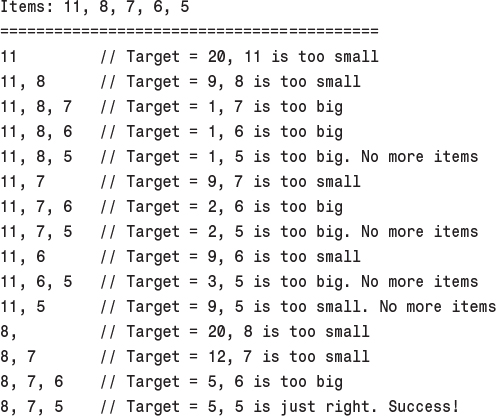 Items: 11, 8, 7, 6, 5
==========================================
11         // Target = 20, 11 is too small
11, 8      // Target = 9, 8 is too small
11, 8, 7   // Target = 1, 7 is too big
11, 8, 6   // Target = 1, 6 is too big
11, 8, 5   // Target = 1, 5 is too big. No more items
11, 7      // Target = 9, 7 is too small
11, 7, 6   // Target = 2, 6 is too big
11, 7, 5   // Target = 2, 5 is too big. No more items
11, 6      // Target = 9, 6 is too small
11, 6, 5   // Target = 3, 5 is too big. No more items
11, 5      // Target = 9, 5 is too small. No more items
8,         // Target = 20, 8 is too small
8, 7       // Target = 12, 7 is too small
8, 7, 6    // Target = 5, 6 is too big
8, 7, 5    // Target = 5, 5 is just right. Success!